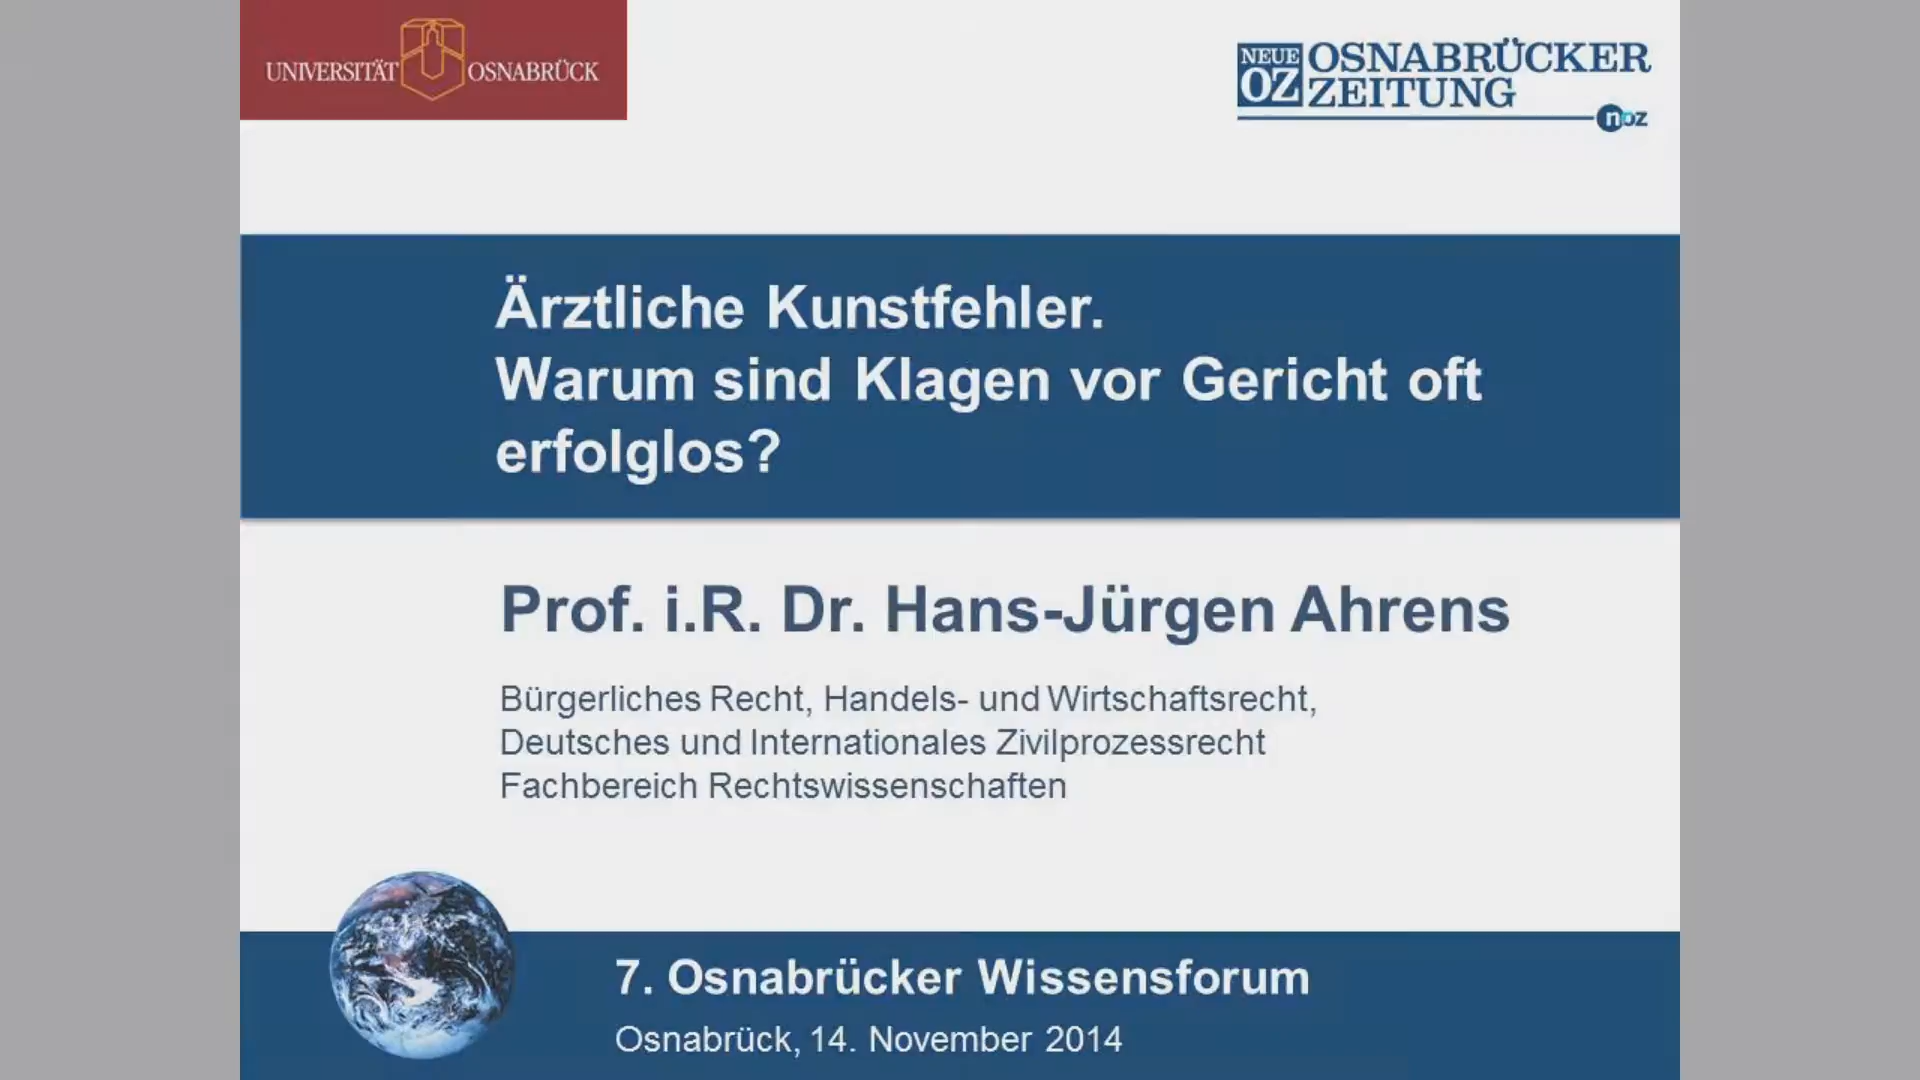 UNIVERSITÄT OSNABRÜCK
NEUE OZ OSNABRÜCKER ZEITUNG
noz
Ärztliche Kunstfehler.
Warum sind Klagen vor Gericht oft
erfolglos?
Prof. i.R. Dr. Hans-Jürgen Ahrens
Bürgerliches Recht, Handels- und Wirtschaftsrecht,
Deutsches und Internationales Zivilprozessrecht
Fachbereich Rechtswissenschaften
7. Osnabrücker Wissensforum
Osnabrück, 14. November 2014